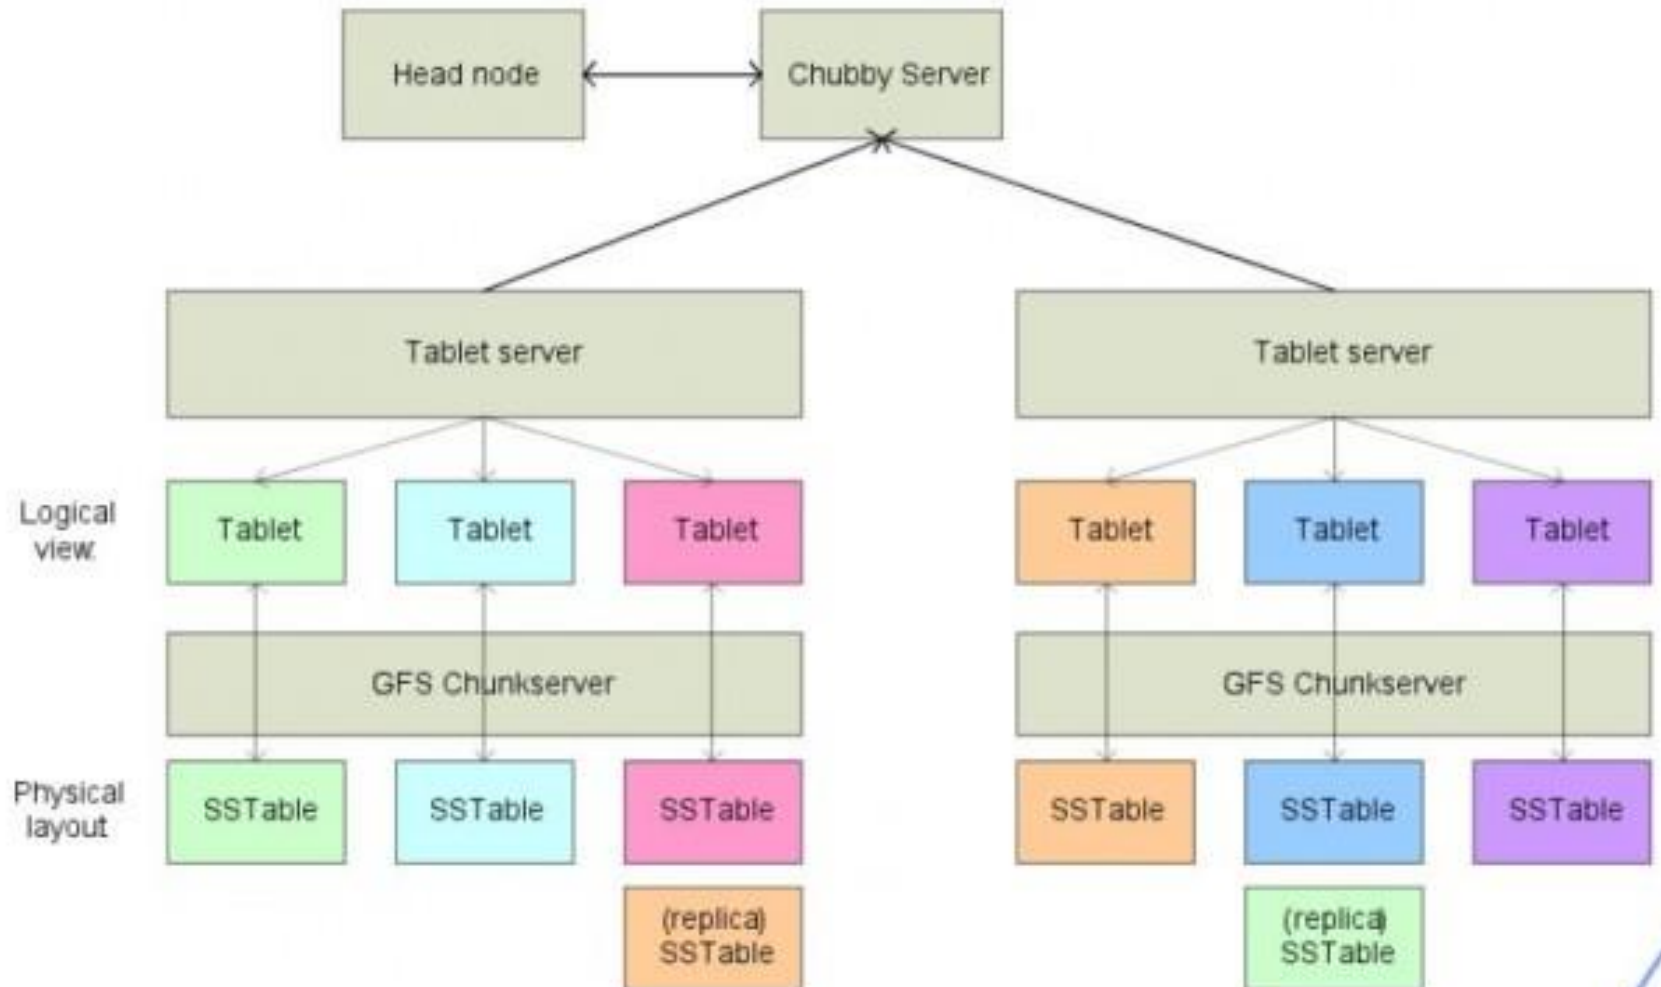 Head node
Chubby Server
Tablet server
Tablet server
Logical
view.
Tablet
Tablet
Tablet
Tablet
Tablet
Tablet
GFS Chunkserver
GFS Chunkserver
Physical
layout
SSTable
SSTable
SSTable
SSTable
SSTable
SSTable
(replica)
SSTable
(replica)
SSTable